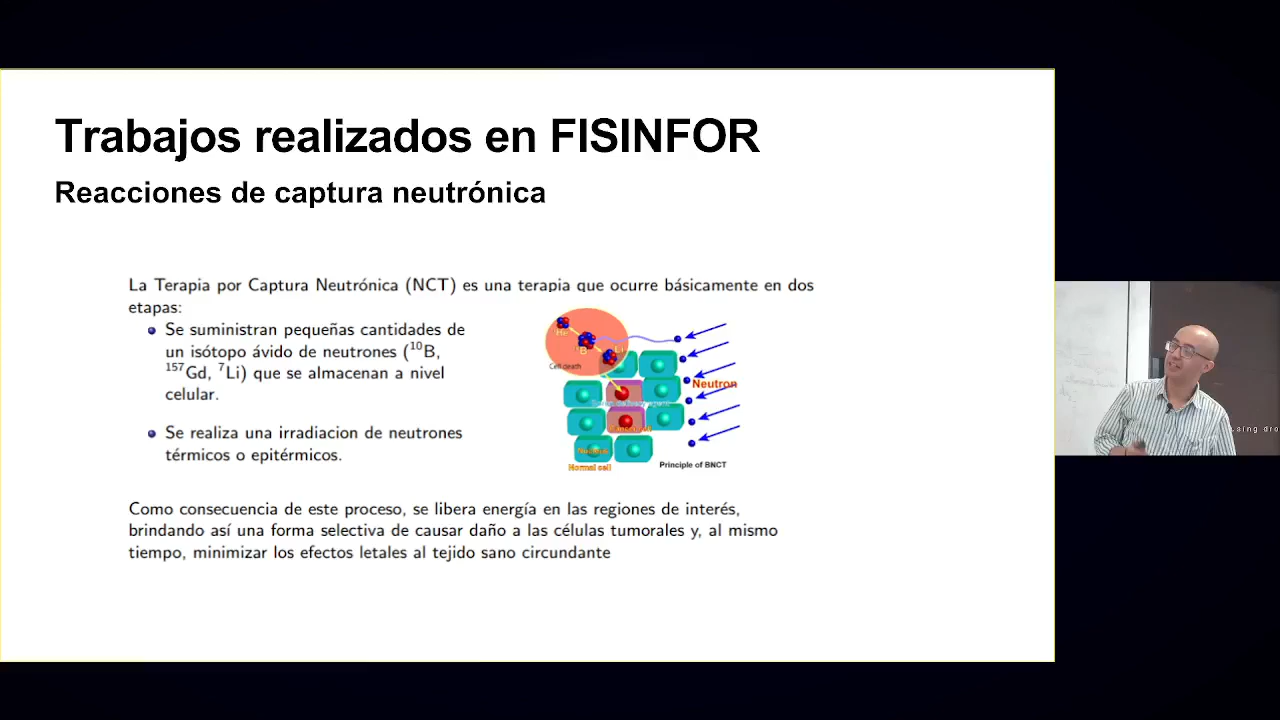 Trabajos realizados en FISINFOR
Reacciones de captura neutrónica
La Terapia por Captura Neutrónica (NCT) es una terapia que ocurre básicamente en dos
etapas:
Se suministran pequeñas cantidades de
un isótopo ávido de neutrones (¹⁰B,
¹⁵⁷Gd, ⁷Li) que se almacenan a nivel
celular.
Se realiza una irradiacion de neutrones
térmicos o epitérmicos.
He
B
Li
Cell death
Neutron
Normal cell
Principle of BNCT
Como consecuencia de este proceso, se libera energía en las regiones de interés,
brindando así una forma selectiva de causar daño a las células tumorales y, al mismo
tiempo, minimizar los efectos letales al tejido sano circundante